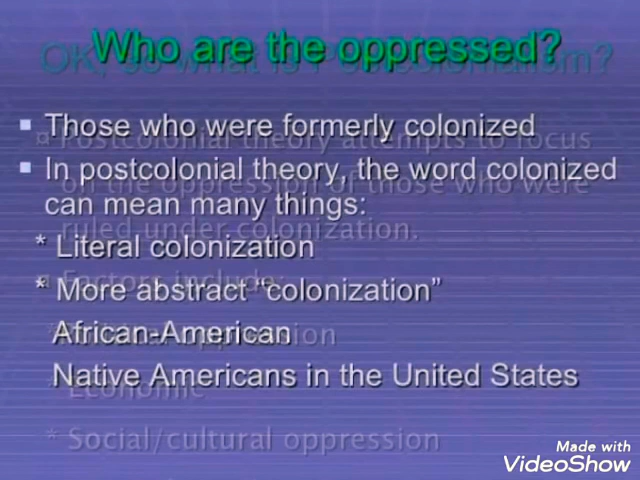 Who are the oppressed?
OK, so what is Postcolonialism?
Those who were formerly colonized
Postcolonial theory attempts to focus
In postcolonial theory, the word colonized
on the oppression of those who were
can mean many things:
ruled under colonization.
* Literal colonization
Factors include:
* More abstract “colonization”
African-American
oppression
Native Americans in the United States
* Economic
* Social/cultural oppression
Made with
VideoShow